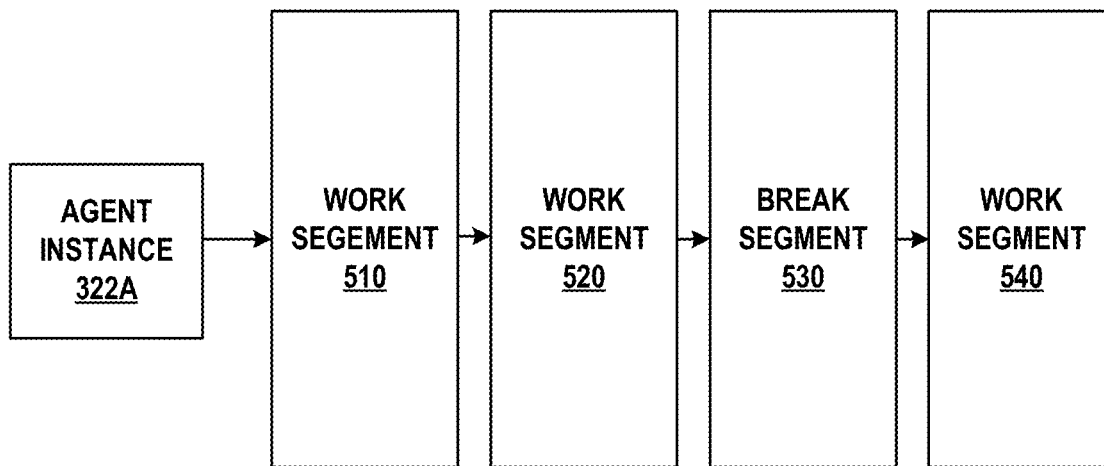 AGENT
INSTANCE
322A
WORK
SEGEMENT
510
WORK
SEGMENT
520
BREAK
SEGMENT
530
WORK
SEGMENT
540